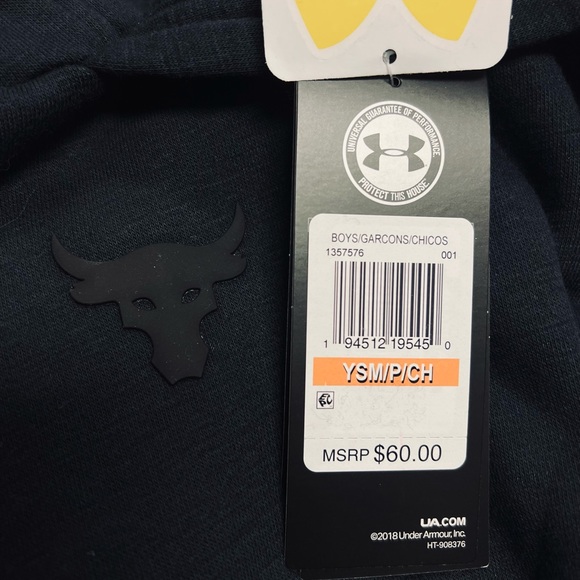 UNIVERSAL GUARANTEE OF PERFORMANCE
PROTECT THIS HOUSE
BOYS/GARCONS/CHICOS
1357576 001
1 94512 19545 0
YSM/P/CH
MSRP $60.00
UA.COM
©2018 Under Armour, Inc.
HT-908376